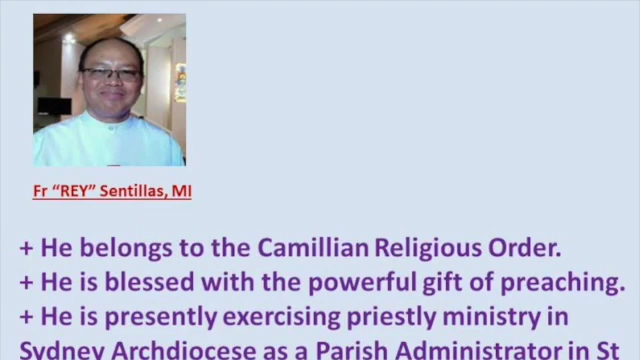 Fr “REY” Sentillas, MI
+ He belongs to the Camillian Religious Order.
+ He is blessed with the powerful gift of preaching.
+ He is presently exercising priestly ministry in
Sydney Archdiocese as a Parish Administrator in St